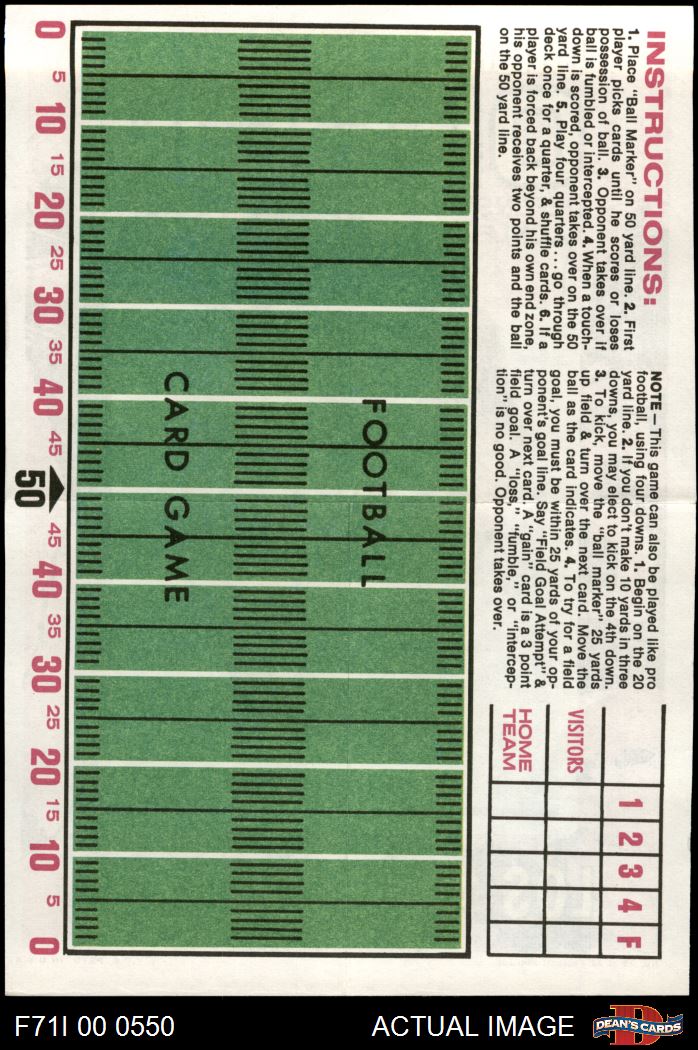 INSTRUCTIONS:
1. Place "Ball Marker" on 50 yard line. 2. First
player picks cards until he scores or loses
possession of ball. 3. Opponent takes over if
ball is fumbled or intercepted. 4. When a touch-
down is scored, opponent takes over on the 50
yard line. 5. Play four quarters...go through
deck once for a quarter, & shuffle cards. 6. If a
player is forced back beyond his own end zone,
his opponent receives two points and the ball
on the 50 yard line.
NOTE — This game can also be played like pro
football, using four downs. 1. Begin on the 20
yard line. 2. If you don't make 10 yards in three
downs, you may elect to kick on the 4th down.
3. To kick, move the "ball marker" 25 yards
up field & turn over the next card. Move the
ball as the card indicates. 4. To try for a field
goal, you must be within 25 yards of your op-
ponent's goal line. Say "Field Goal Attempt" &
turn over next card. A "gain" card is a 3 point
field goal. A "loss," "fumble," or "intercep-
tion" is no good. Opponent takes over.
1 2 3 4 F
VISITORS
HOME
TEAM
FOOTBALL
CARD GAME
0 5 10 15 20 25 30 35 40 45 50 45 40 35 30 25 20 15 10 5 0
F71I 00 0550
ACTUAL IMAGE
D
DEAN'S CARDS